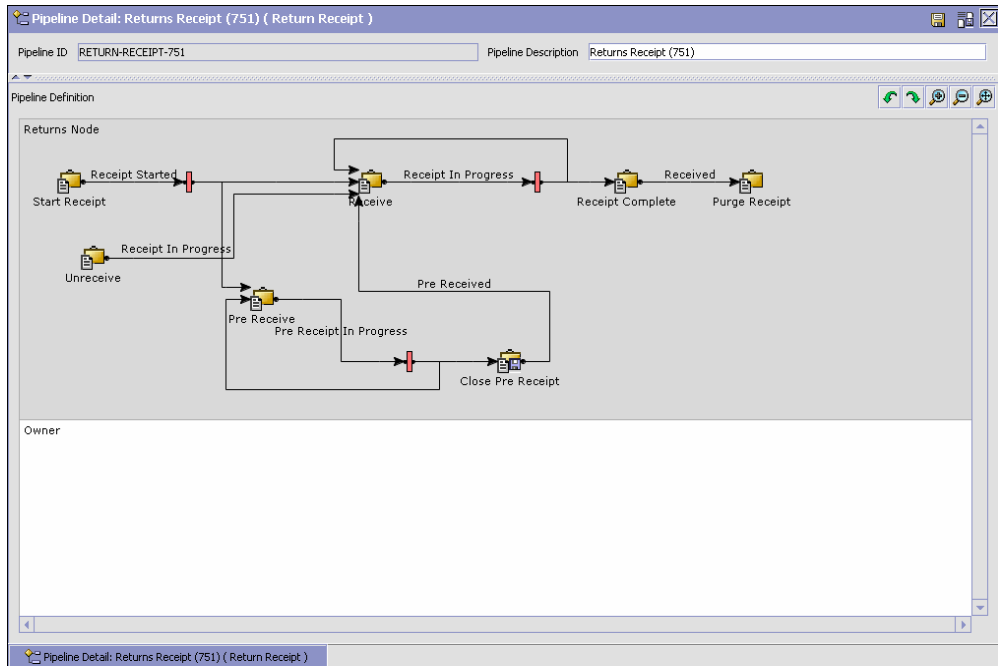 Pipeline Detail: Returns Receipt (751) ( Return Receipt )
Pipeline ID RETURN-RECEIPT-751 Pipeline Description Returns Receipt (751)
Pipeline Definition
Returns Node
Receipt Started Receipt In Progress Received
Start Receipt Receive Receipt Complete Purge Receipt
Receipt In Progress
Unreceive
Pre Received
Pre Receive
Pre Receipt In Progress
Close Pre Receipt
Owner
Pipeline Detail: Returns Receipt (751) ( Return Receipt )